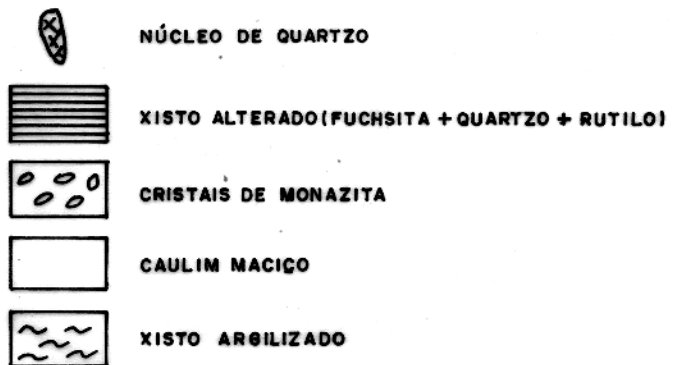 NÚCLEO DE QUARTZO
XISTO ALTERADO(FUCHSITA + QUARTZO + RUTILO)
CRISTAIS DE MONAZITA
CAULIM MACIÇO
XISTO ARGILIZADO